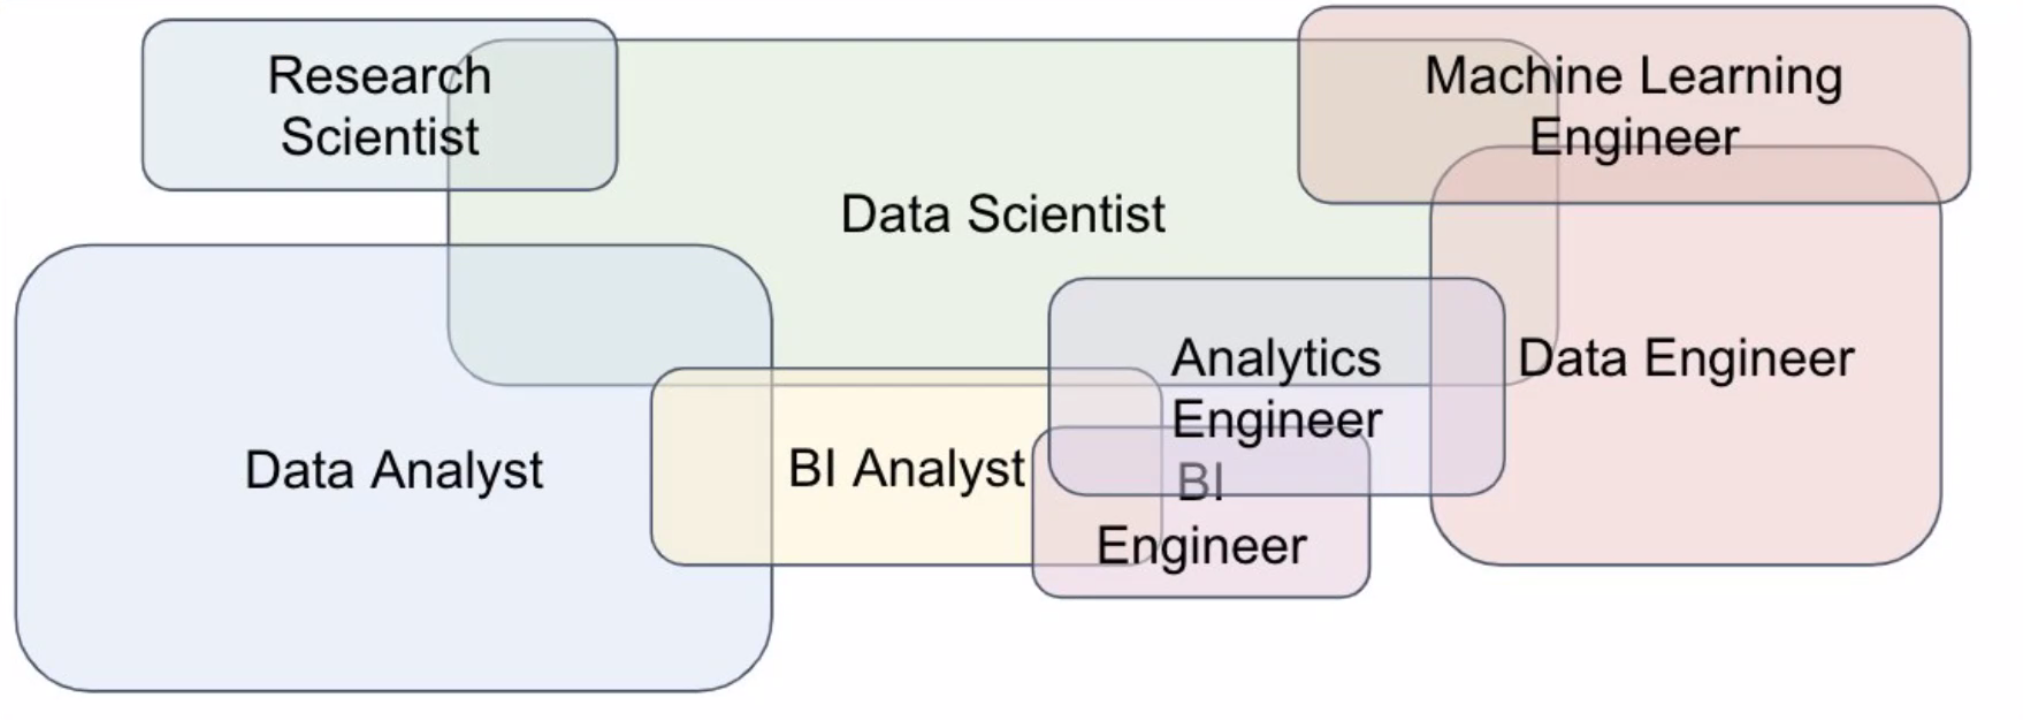 Research
Scientist
Machine Learning
Engineer
Data Scientist
Analytics
Engineer
Data Engineer
Data Analyst
BI Analyst
BI
Engineer